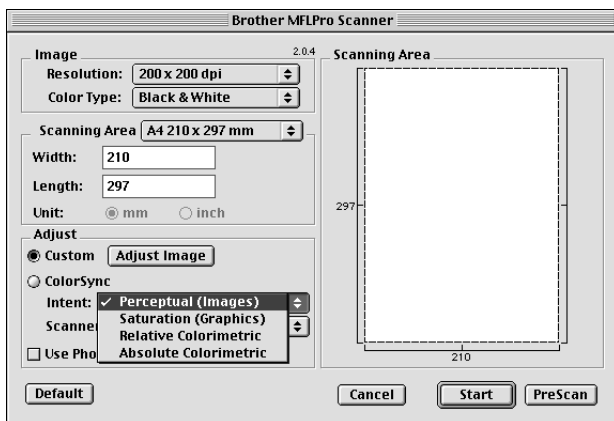 Brother MFLPro Scanner
Image
2.0.4
Resolution: 200 x 200 dpi
Color Type: Black & White
Scanning Area A4 210 x 297 mm
Width: 210
Length: 297
Unit: mm inch
Adjust
Custom Adjust Image
ColorSync
Intent: ✓ Perceptual (Images)
Saturation (Graphics)
Scanner Relative Colorimetric
Absolute Colorimetric
Use Pho
Default
Scanning Area
297
210
Cancel Start PreScan